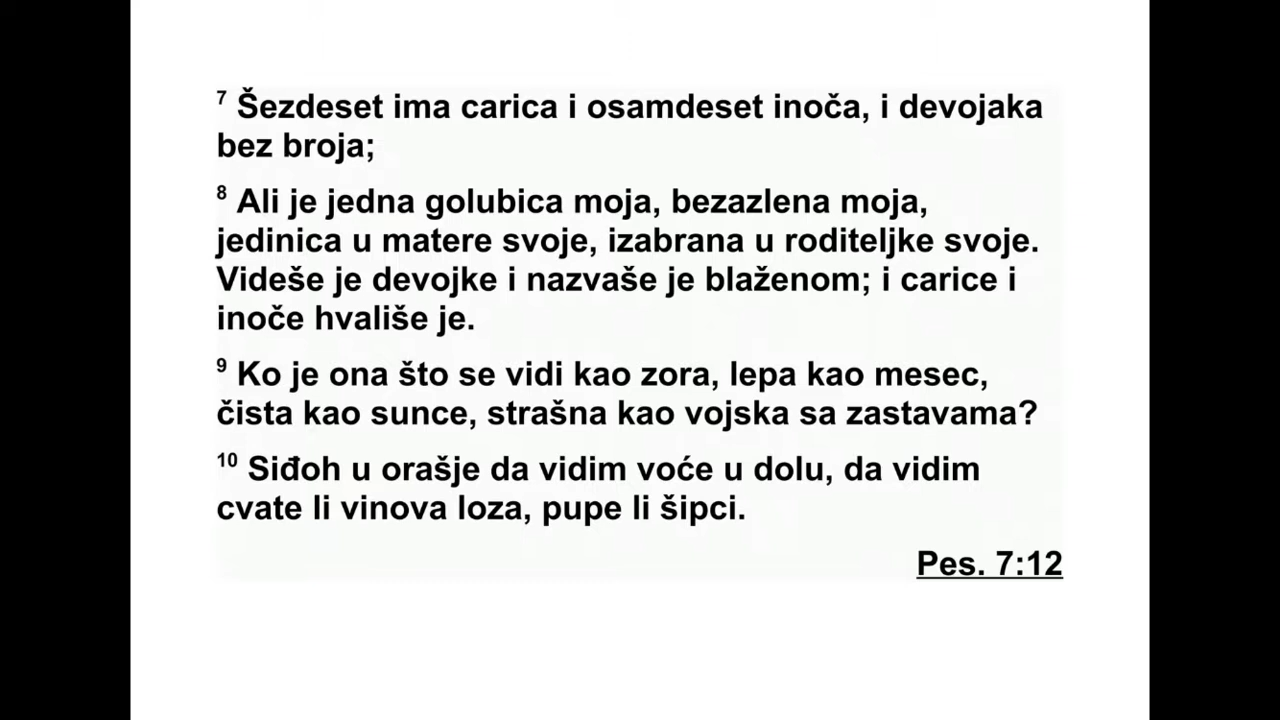 7 Šezdeset ima carica i osamdeset inoča, i devojaka
bez broja;
8 Ali je jedna golubica moja, bezazlena moja,
jedinica u matere svoje, izabrana u roditeljke svoje.
Videše je devojke i nazvaše je blaženom; i carice i
inoče hvališe je.
9 Ko je ona što se vidi kao zora, lepa kao mesec,
čista kao sunce, strašna kao vojska sa zastavama?
10 Siđoh u orašje da vidim voće u dolu, da vidim
cvate li vinova loza, pupe li šipci.
Pes. 7:12